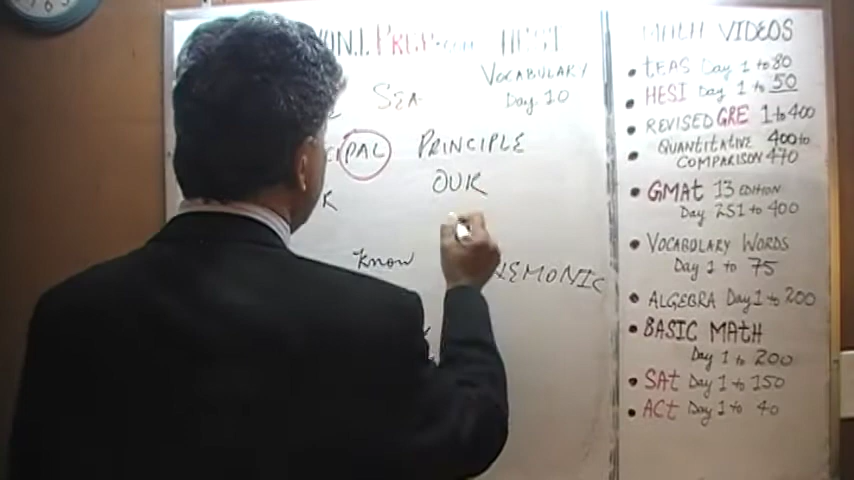 SEA
VOCABULARY
Day 10
PAL PRINCIPLE
R OUR
know
MATH VIDEOS
• tEAS Day 1 to 80
• HESI Day 1 to 50
• REVISED GRE 1 to 400
• QUANTITATIVE 400 to
COMPARISON 470
• GMAt 13 EDITION
Day 251 to 400
• VOCABULARY WORDS
Day 1 to 75
• ALGEBRA Day 1 to 200
• BASIC MATH
Day 1 to 200
• SAt Day 1 to 150
• ACt Day 1 to 40